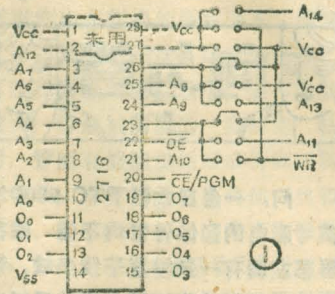 A14
Vcc 1 未用 28 Vcc
A12 2 27 Vcc
A7 3 26
A6 4 25 A8 V'cc
A5 5 24 A9 A13
A4 6 23
A3 7 22 OE A11
A2 8 21 A10 WR
A1 9 20 CE/PGM
A0 10 19 O7
O0 11 18 O6
O1 12 17 O5
O2 13 16 O4
Vss 14 15 O3
2716
①